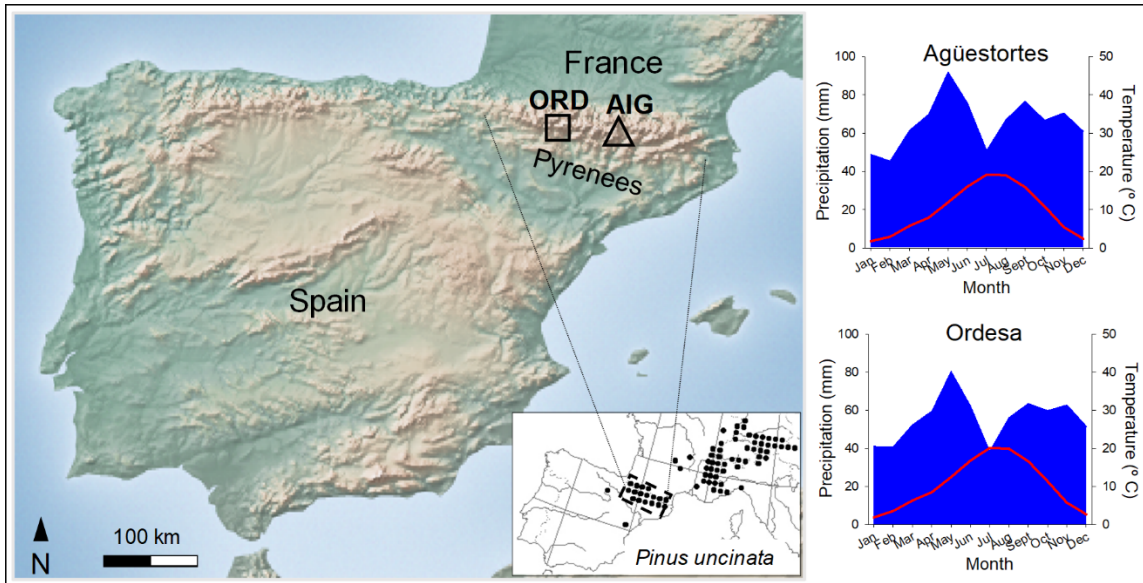 France
ORD AIG
Pyrenees
Spain
N
100 km
Pinus uncinata
Agüestortes
Precipitation (mm)
100
80
60
40
20
0
Temperature (º C)
50
40
30
20
10
0
Jan Feb Mar Apr May Jun Jul Aug Sept Oct Nov Dec
Month
Ordesa
Precipitation (mm)
100
80
60
40
20
0
Temperature (º C)
50
40
30
20
10
0
Jan Feb Mar Apr May Jun Jul Aug Sept Oct Nov Dec
Month